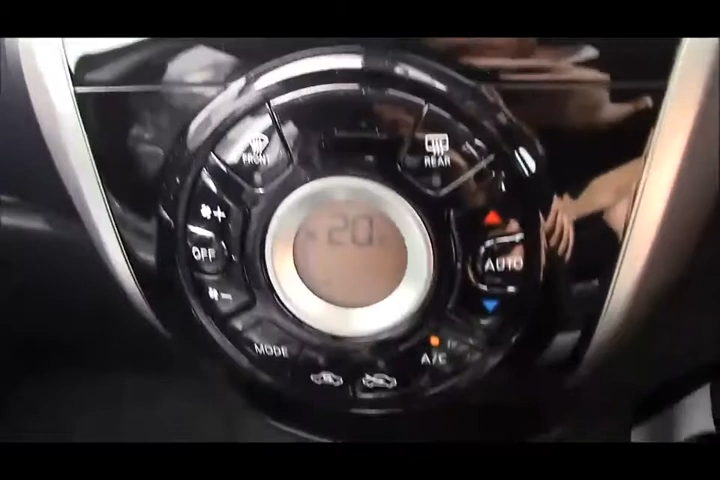 FRONT
REAR
+
20
OFF
AUTO
-
MODE
A/C